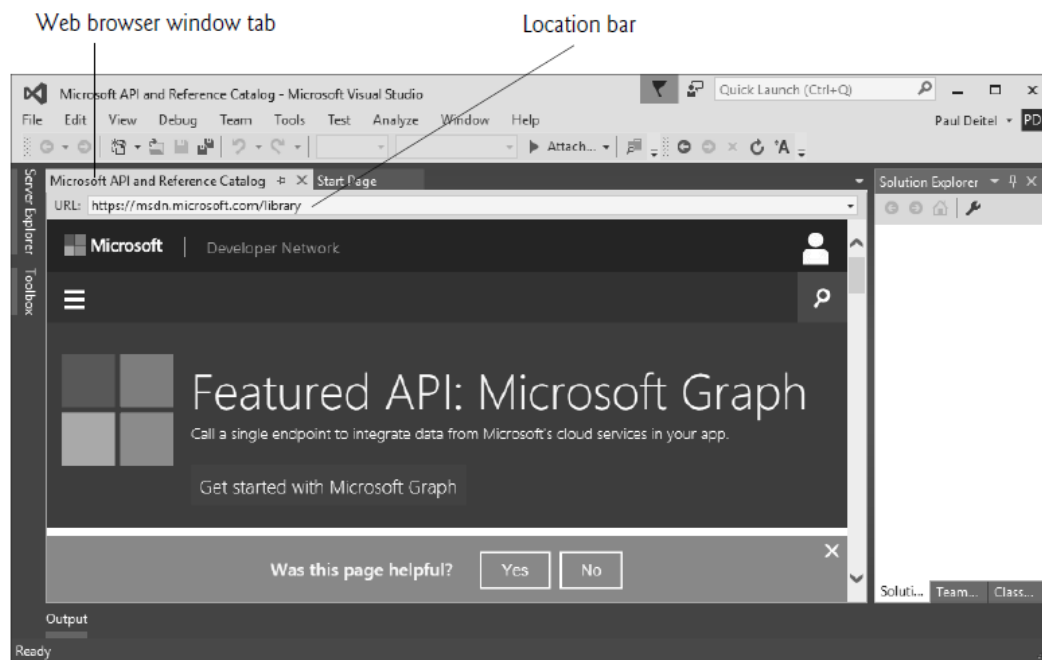 Web browser window tab
Location bar
Microsoft API and Reference Catalog - Microsoft Visual Studio
Quick Launch (Ctrl+Q)
File Edit View Debug Team Tools Test Analyze Window Help
Paul Deitel PD
Attach...
Server Explorer
Toolbox
Microsoft API and Reference Catalog Start Page
Solution Explorer
URL: https://msdn.microsoft.com/library
Microsoft | Developer Network
Featured API: Microsoft Graph
Call a single endpoint to integrate data from Microsoft's cloud services in your app.
Get started with Microsoft Graph
Was this page helpful? Yes No
Soluti... Team... Class...
Output
Ready